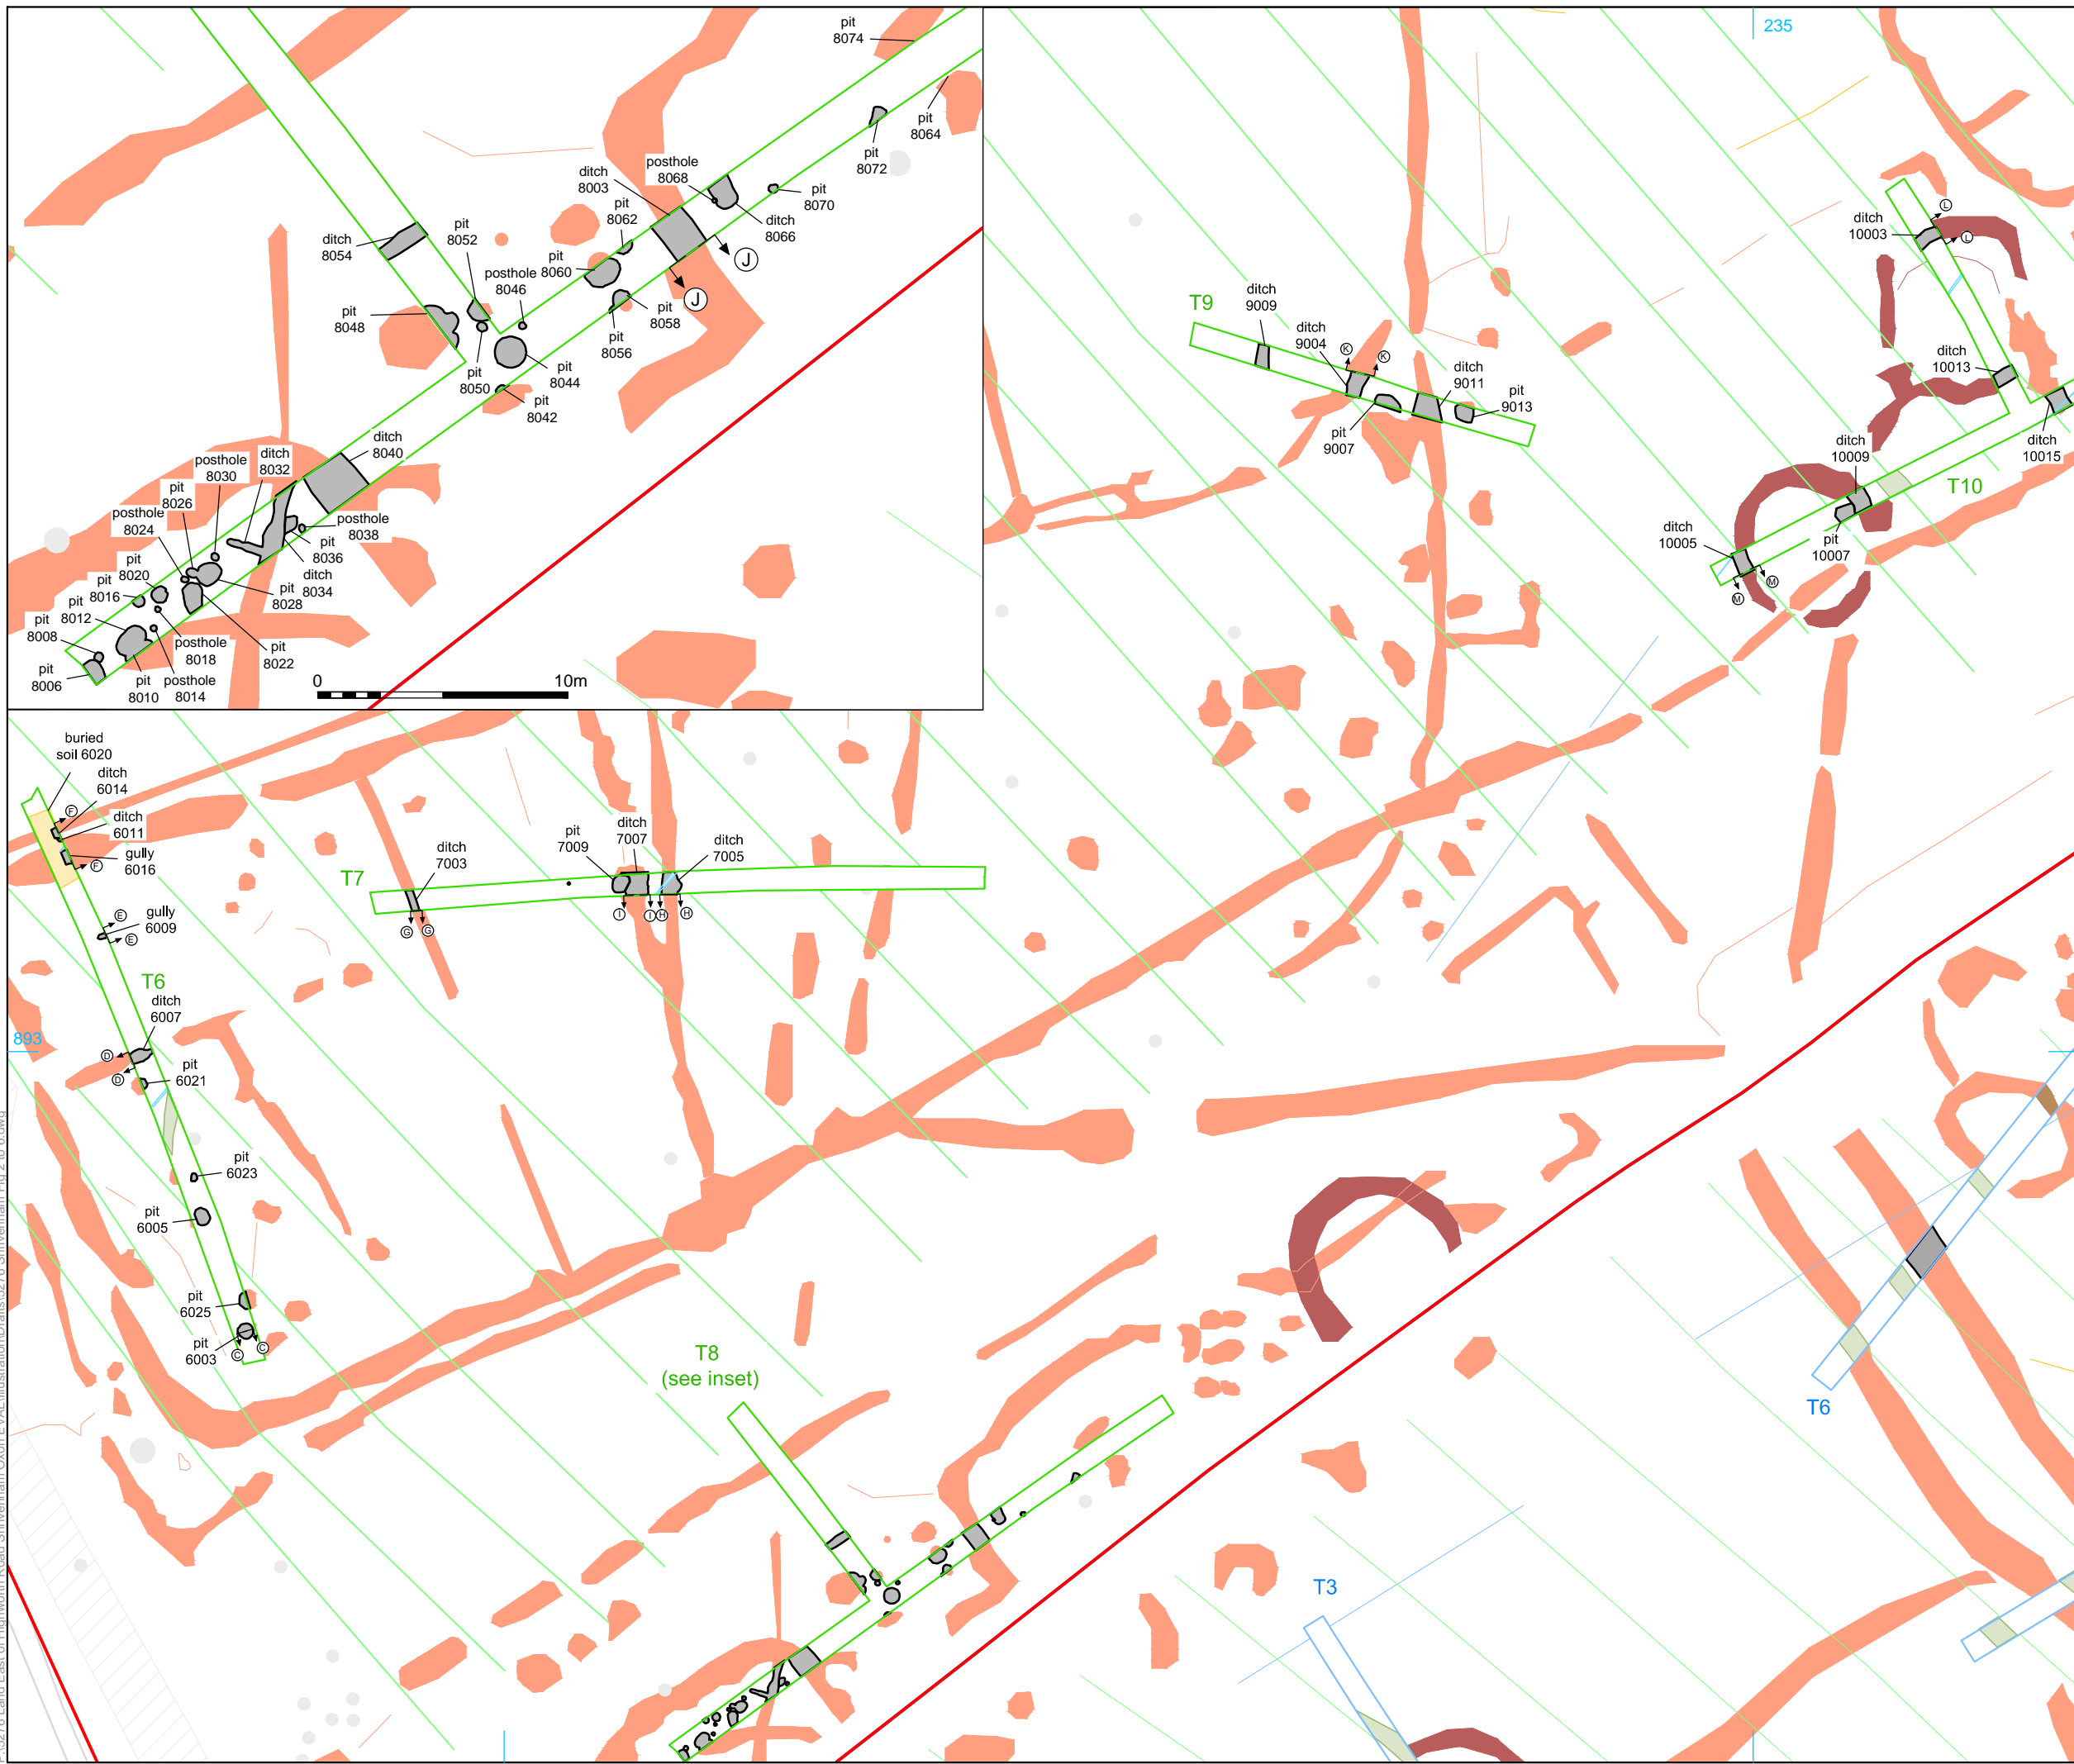 pit
8074
pit
8064
pit
8072
posthole
8068
ditch
8003
pit
8070
pit
8062
ditch
8066
pit
8052
ditch
8054
pit
8060
J
posthole
8046
J
pit
8048
pit
8058
pit
8056
pit
8050
pit
8044
pit
8042
ditch
8040
ditch
8032
posthole
8030
pit
8026
posthole
8024
posthole
8038
pit
8036
pit
8020
ditch
8034
pit
8016
pit
8028
pit
8012
pit
8008
posthole
8018
pit
8022
pit
8006
pit
8010
posthole
8014
0
10m
235
L
ditch
10003
L
T9
ditch
9009
ditch
9004
K
K
ditch
9011
pit
9013
pit
9007
ditch
10013
ditch
10015
ditch
10009
T10
ditch
10005
pit
10007
M
M
buried
soil 6020
ditch
6014
F
ditch
6011
gully
6016
F
ditch
7003
pit
7009
ditch
7007
ditch
7005
T7
G
G
I
I
H
H
gully
6009
E
E
T6
ditch
6007
893
D
D
pit
6021
pit
6023
pit
6005
pit
6025
pit
6003
C
C
T8
(see inset)
T6
T3